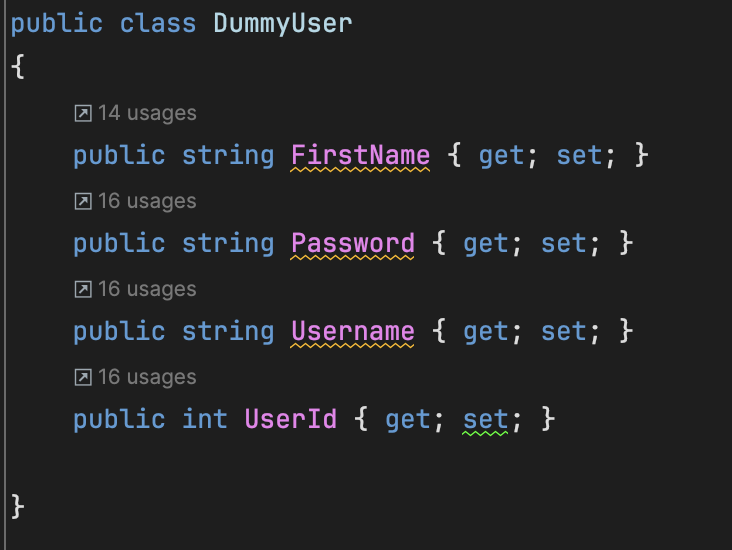 public class DummyUser
{
14 usages
public string FirstName { get; set; }
16 usages
public string Password { get; set; }
16 usages
public string Username { get; set; }
16 usages
public int UserId { get; set; }
}